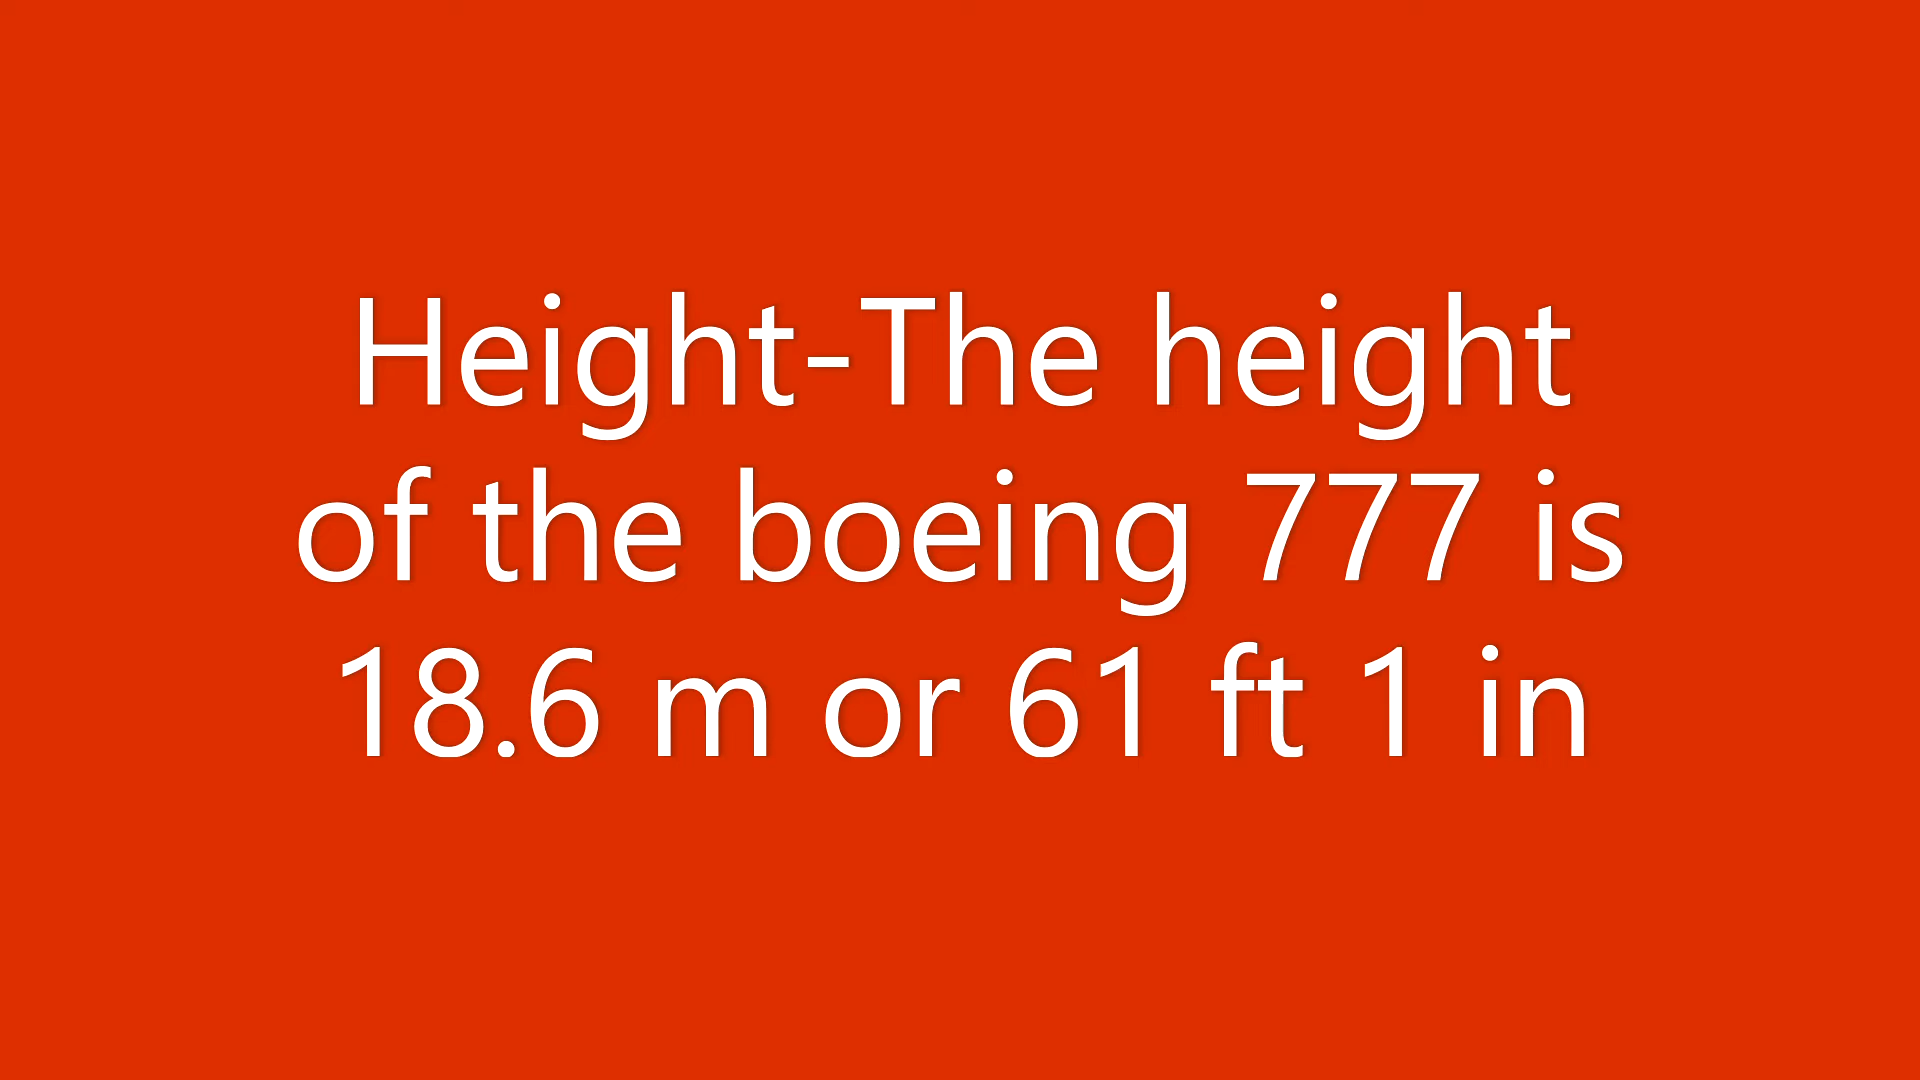 Height-The height
of the boeing 777 is
18.6 m or 61 ft 1 in